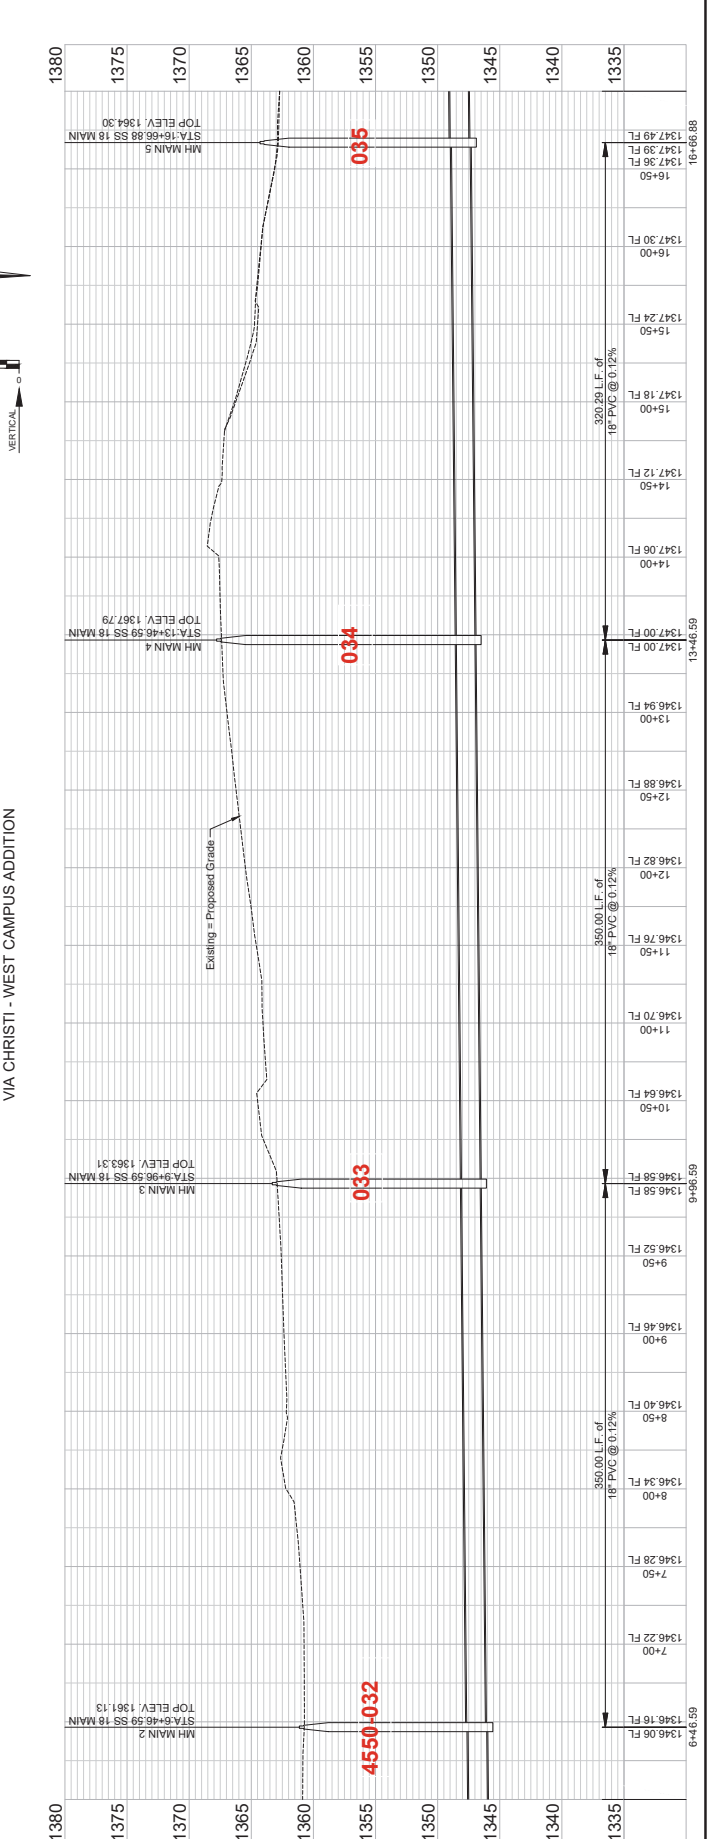 1380
1375
1370
1365
1360
1355
1350
1345
1340
1335
VERTICAL
0
VIA CHRISTI - WEST CAMPUS ADDITION
MH MAIN 5
STA:16+66.88 SS 18 MAIN
TOP ELEV. 1364.30
035
MH MAIN 4
STA:13+46.59 SS 18 MAIN
TOP ELEV. 1367.79
034
Existing = Proposed Grade
MH MAIN 3
STA:9+96.59 SS 18 MAIN
TOP ELEV. 1363.31
033
MH MAIN 2
STA:6+46.59 SS 18 MAIN
TOP ELEV. 1361.13
4550-032
320.29 L.F. of
18" PVC @ 0.12%
350.00 L.F. of
18" PVC @ 0.12%
350.00 L.F. of
18" PVC @ 0.12%
1347.49 FL
1347.39 FL
1347.36 FL
16+50
16+66.88
1347.30 FL
16+00
1347.24 FL
15+50
1347.18 FL
15+00
1347.12 FL
14+50
1347.06 FL
14+00
1347.00 FL
1347.00 FL
13+46.59
1346.94 FL
13+00
1346.88 FL
12+50
1346.82 FL
12+00
1346.76 FL
11+50
1346.70 FL
11+00
1346.64 FL
10+50
1346.58 FL
1346.58 FL
9+96.59
1346.52 FL
9+50
1346.46 FL
9+00
1346.40 FL
8+50
1346.34 FL
8+00
1346.28 FL
7+50
1346.22 FL
7+00
1346.16 FL
1346.06 FL
6+46.59
1380
1375
1370
1365
1360
1355
1350
1345
1340
1335